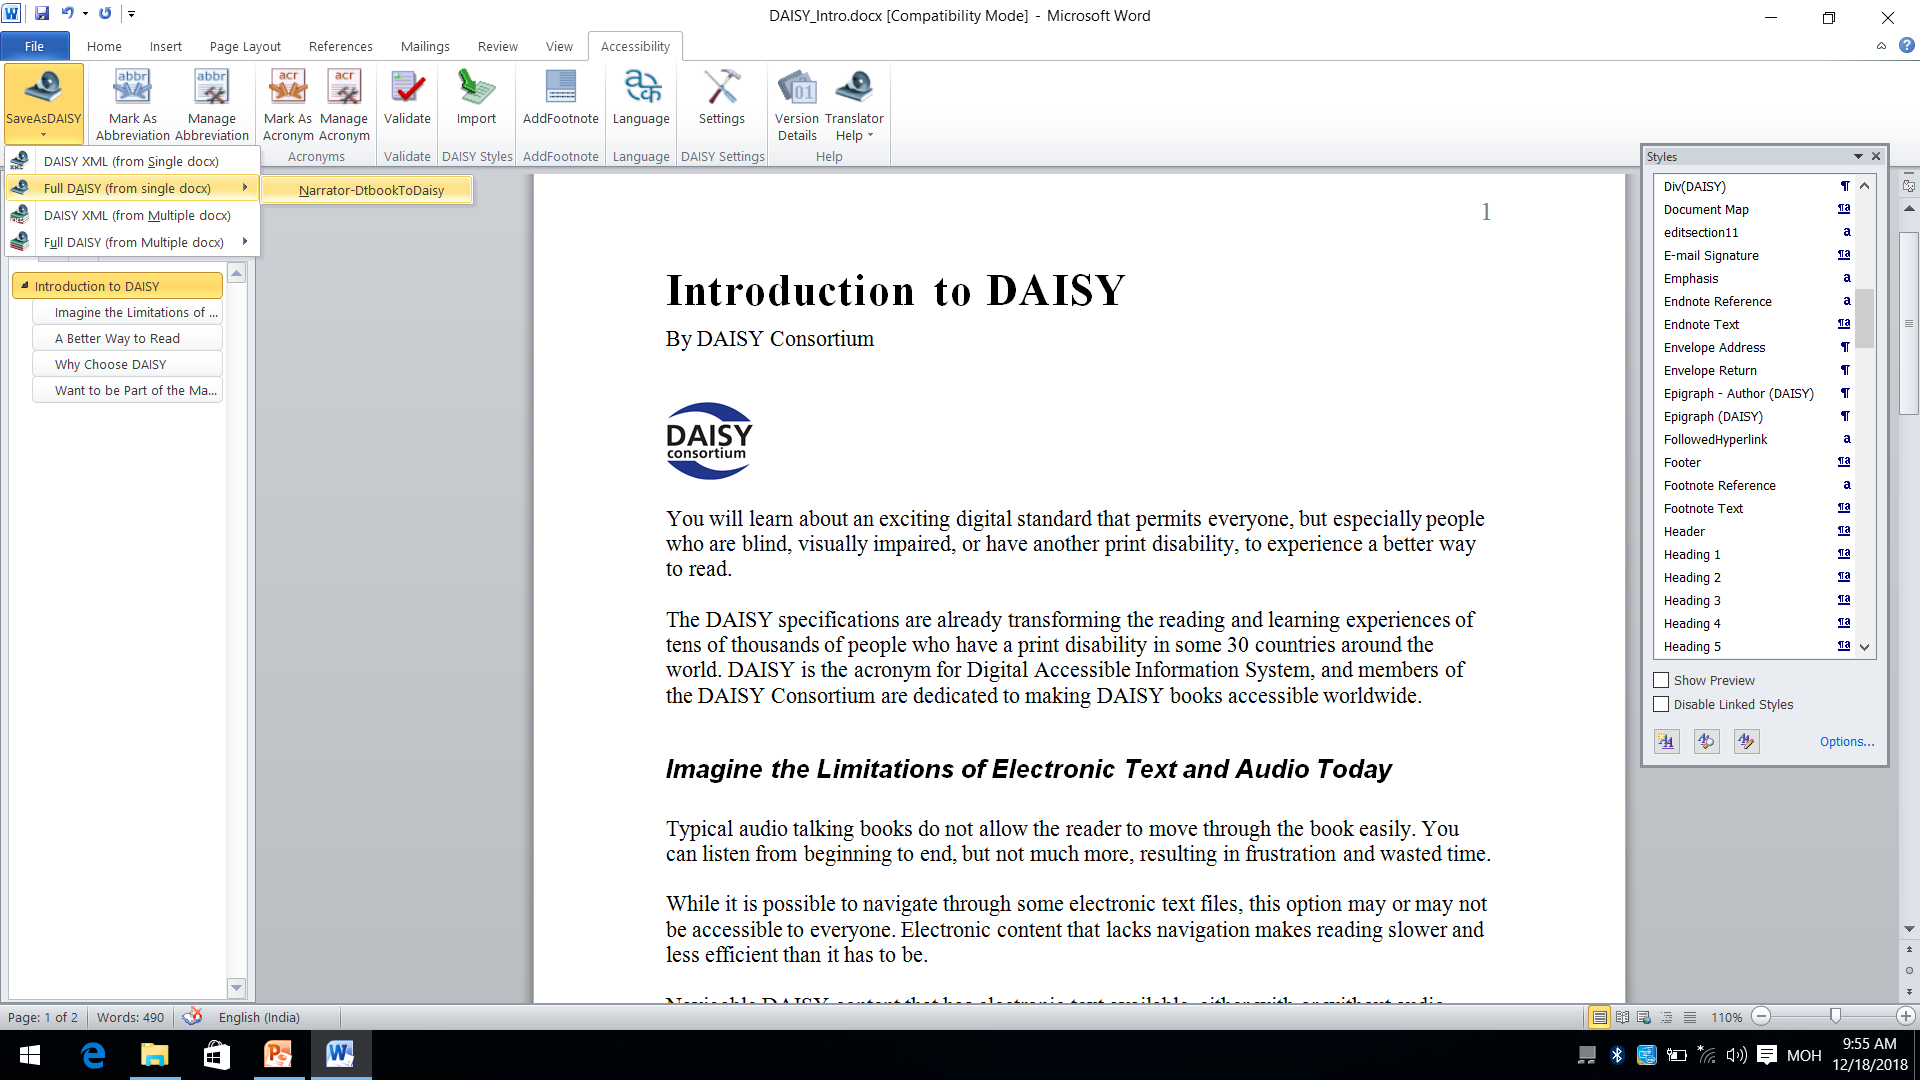 DAISY_Intro.docx [Compatibility Mode] - Microsoft Word
File Home Insert Page Layout References Mailings Review View Accessibility
SaveAsDAISY
abbr
Mark As
Abbreviation
abbr
Manage
Abbreviation
acr
Mark As
Acronym
acr
Manage
Acronym
Acronyms
Validate
Validate
Import
DAISY Styles
AddFootnote
AddFootnote
Language
Language
Settings
DAISY Settings
01
Version
Details
Translator
Help
Help
DAISY XML (from Single docx)
Full DAISY (from single docx)
DAISY XML (from Multiple docx)
Full DAISY (from Multiple docx)
Narrator-DtbookToDaisy
Introduction to DAISY
Imagine the Limitations of ...
A Better Way to Read
Why Choose DAISY
Want to be Part of the Ma...
1
Introduction to DAISY
By DAISY Consortium
DAISY
consortium
You will learn about an exciting digital standard that permits everyone, but especially people
who are blind, visually impaired, or have another print disability, to experience a better way
to read.
The DAISY specifications are already transforming the reading and learning experiences of
tens of thousands of people who have a print disability in some 30 countries around the
world. DAISY is the acronym for Digital Accessible Information System, and members of
the DAISY Consortium are dedicated to making DAISY books accessible worldwide.
Imagine the Limitations of Electronic Text and Audio Today
Typical audio talking books do not allow the reader to move through the book easily. You
can listen from beginning to end, but not much more, resulting in frustration and wasted time.
While it is possible to navigate through some electronic text files, this option may or may not
be accessible to everyone. Electronic content that lacks navigation makes reading slower and
less efficient than it has to be.
Styles
Div(DAISY) ¶
Document Map ¶a
editsection11 a
E-mail Signature ¶a
Emphasis a
Endnote Reference a
Endnote Text ¶a
Envelope Address ¶
Envelope Return ¶
Epigraph - Author (DAISY) ¶
Epigraph (DAISY) ¶
FollowedHyperlink a
Footer ¶a
Footnote Reference a
Footnote Text ¶a
Header ¶a
Heading 1 ¶a
Heading 2 ¶a
Heading 3 ¶a
Heading 4 ¶a
Heading 5 ¶a
Show Preview
Disable Linked Styles
Options...
Page: 1 of 2 Words: 490 English (India) 110%
MOH
9:55 AM
12/18/2018